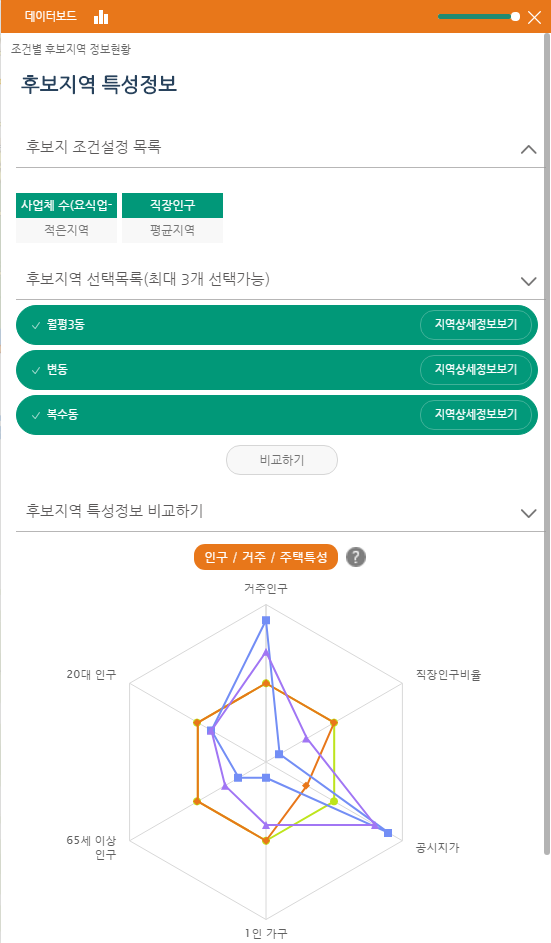 데이터보드
조건별 후보지역 정보현황
후보지역 특성정보
후보지 조건설정 목록
사업체 수(요식업- 직장인구
적은지역 평균지역
후보지역 선택목록(최대 3개 선택가능)
월평3동 지역상세정보보기
변동 지역상세정보보기
복수동 지역상세정보보기
비교하기
후보지역 특성정보 비교하기
인구 / 거주 / 주택특성 ?
거주인구
20대 인구 직장인구비율
65세 이상
인구
공시지가
1인 가구